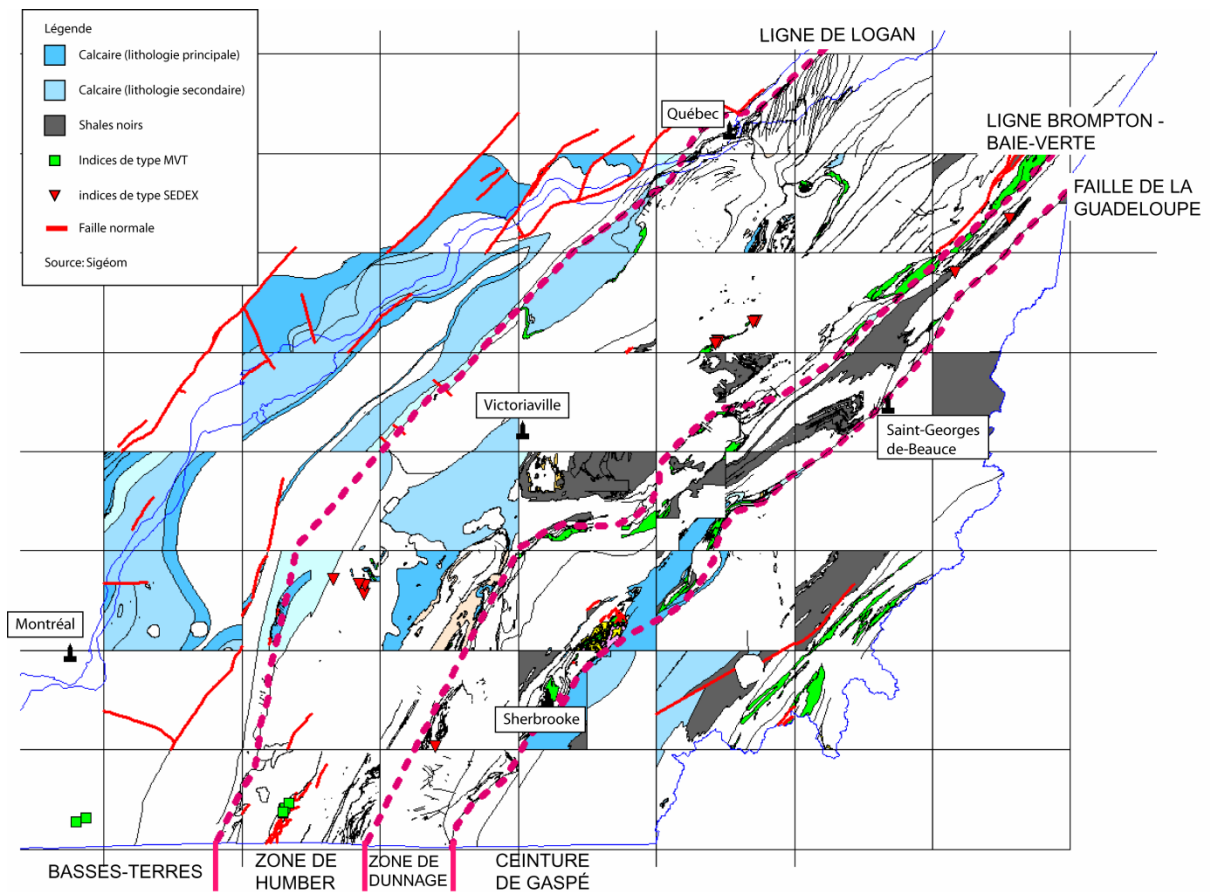 Légende
Calcaire (lithologie principale)
Calcaire (lithologie secondaire)
Shales noirs
Indices de type MVT
indices de type SEDEX
Faille normale
Source: Sigéom
LIGNE DE LOGAN
Québec
LIGNE BROMPTON -
BAIE-VERTE
FAILLE DE LA
GUADELOUPE
Victoriaville
Saint-Georges
de-Beauce
Montréal
Sherbrooke
BASSES-TERRES
ZONE DE
HUMBER
ZONE DE
DUNNAGE
CEINTURE
DE GASPÉ